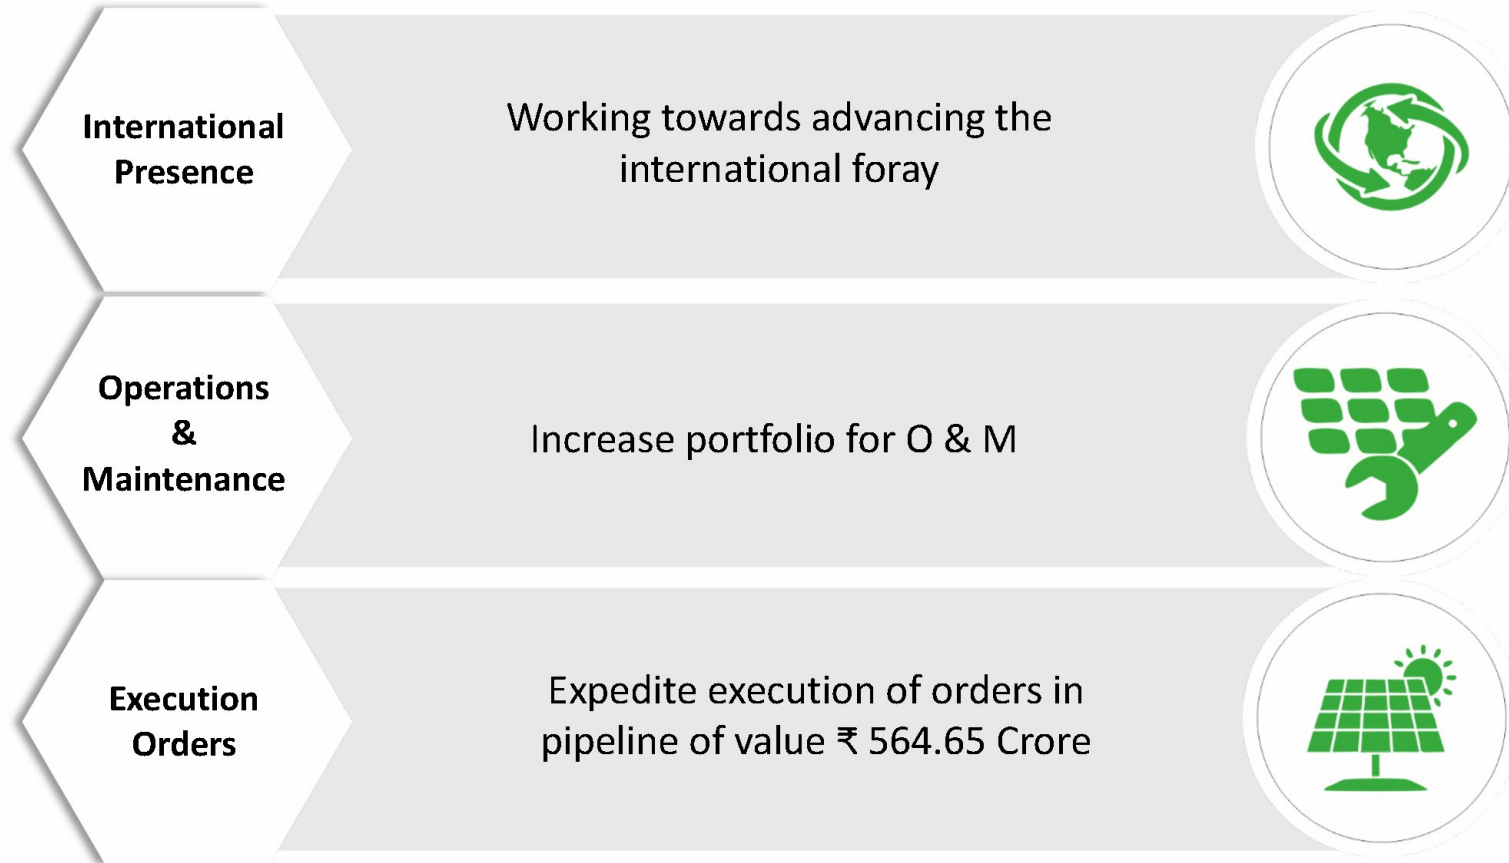 International
Presence
Working towards advancing the
international foray
Operations
&
Maintenance
Increase portfolio for O & M
Execution
Orders
Expedite execution of orders in
pipeline of value ₹ 564.65 Crore